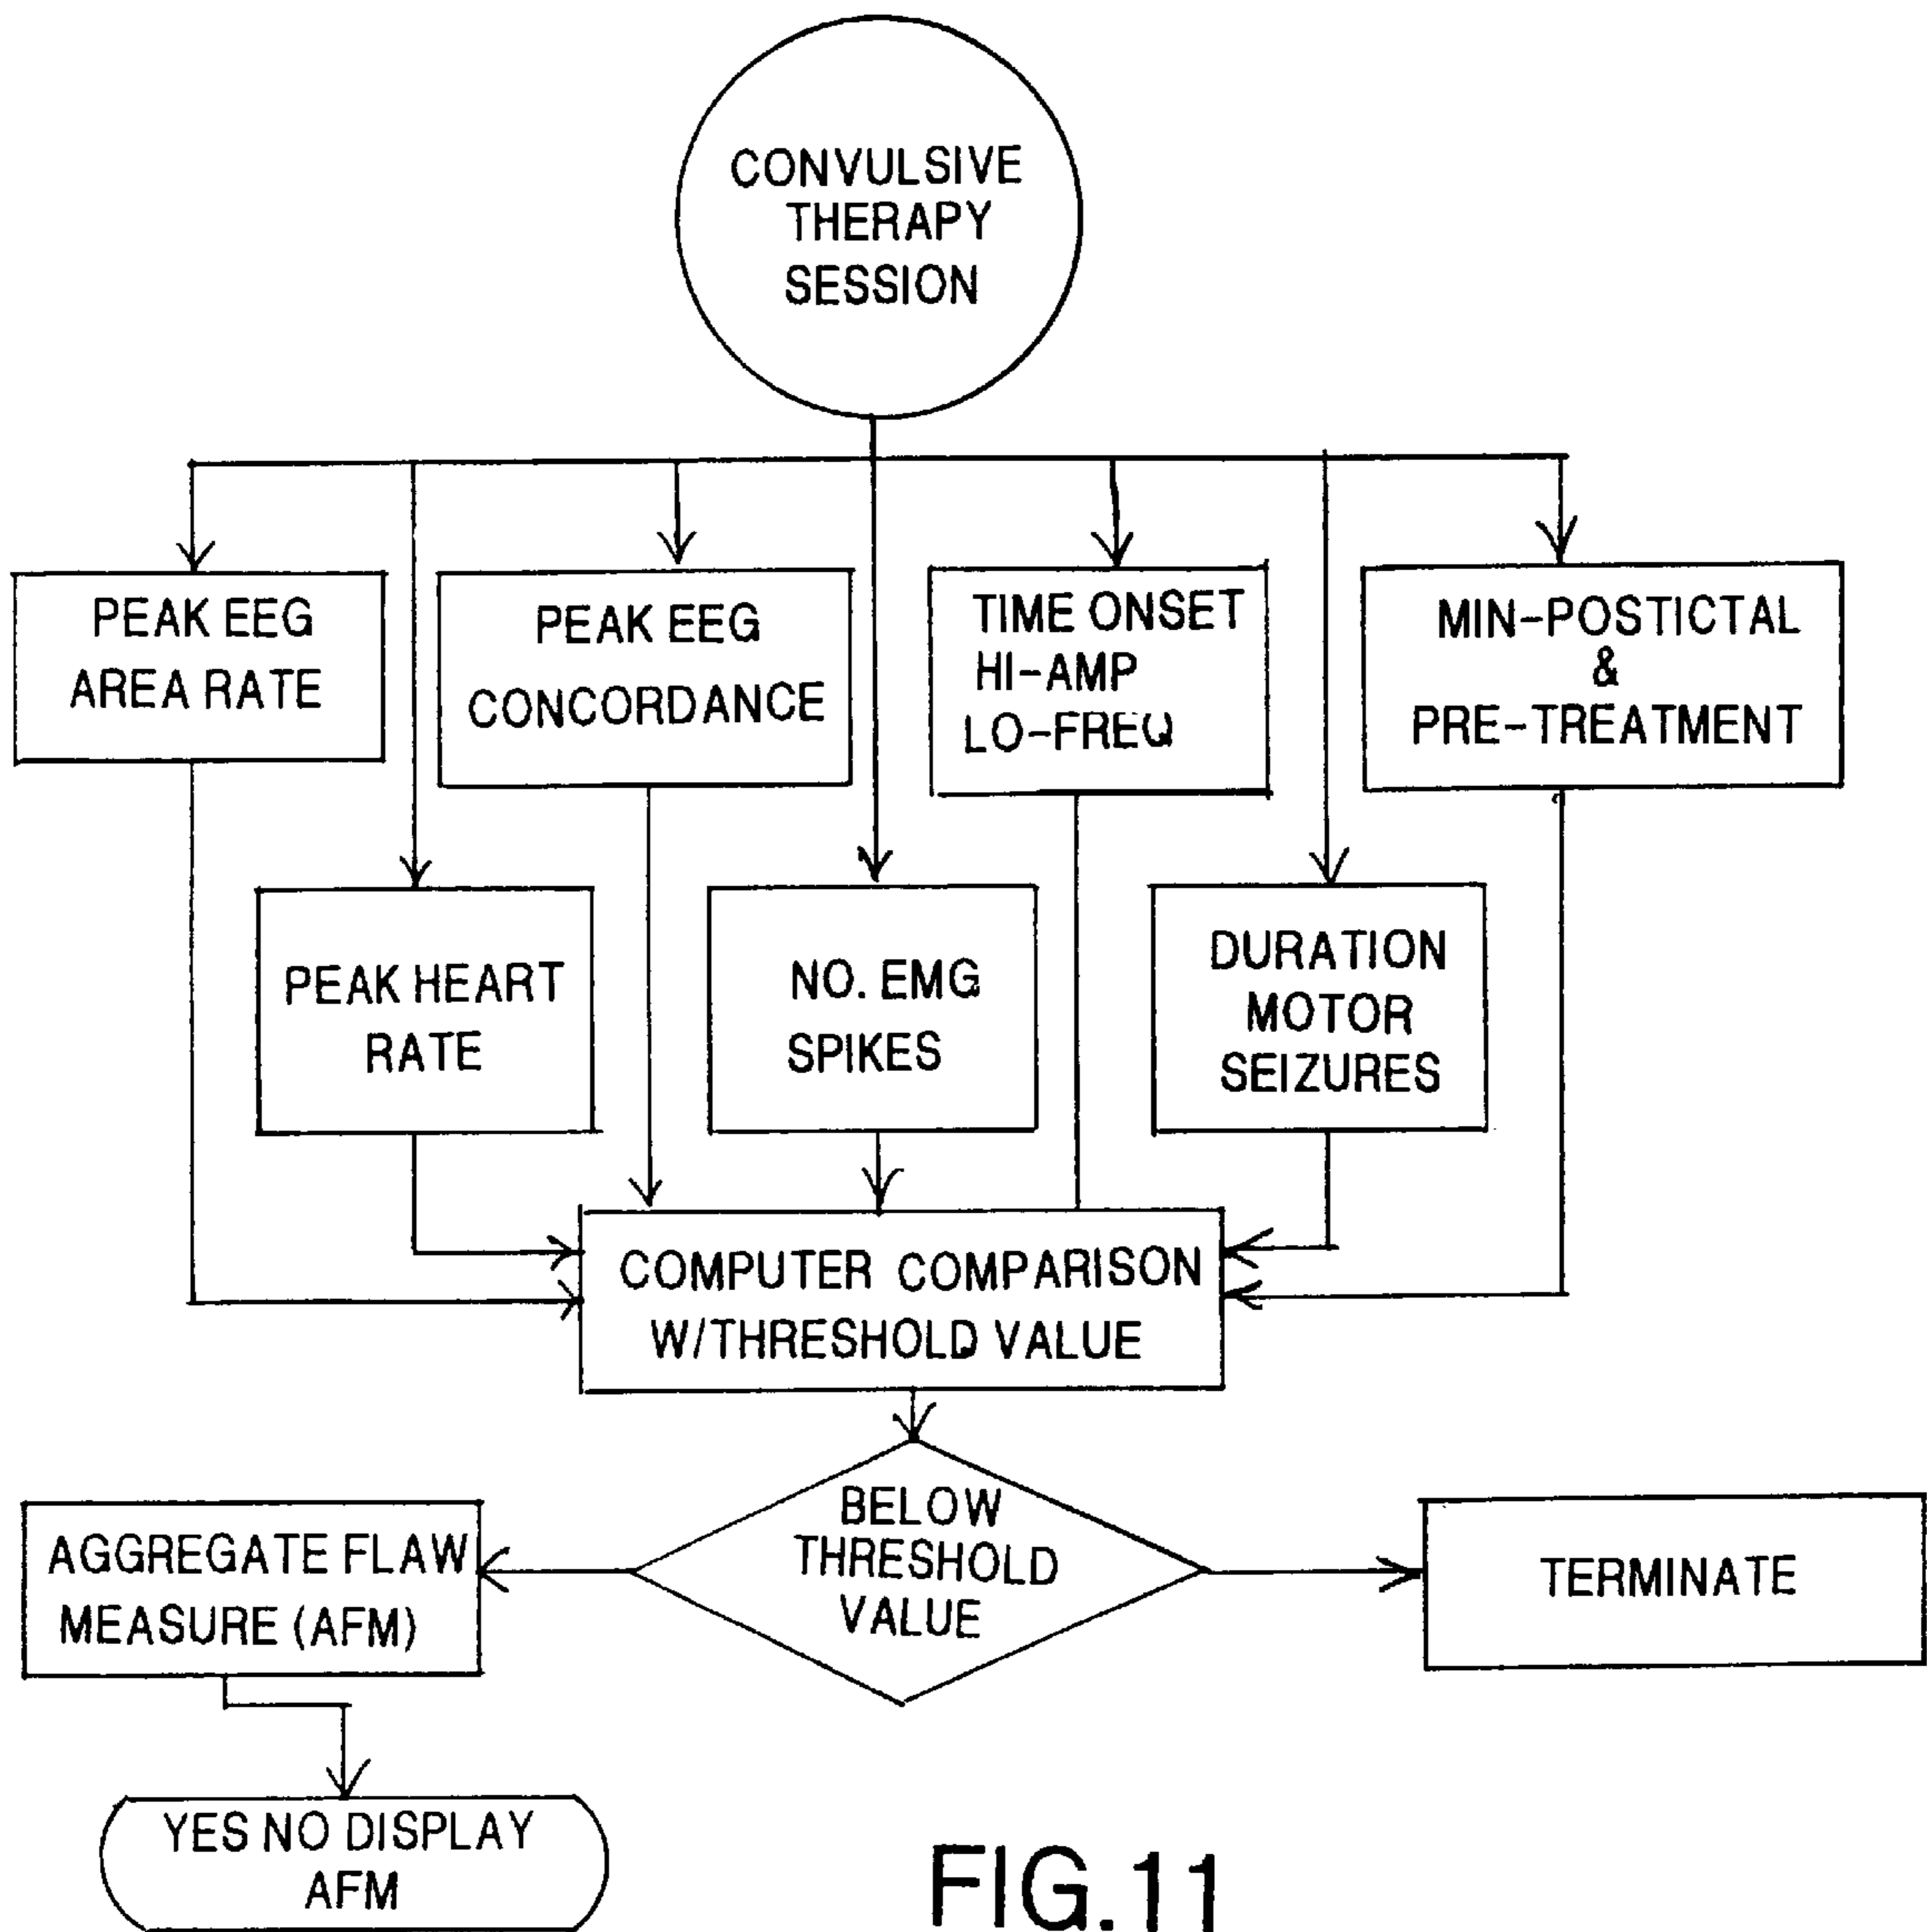 CONVULSIVE
THERAPY
SESSION
PEAK EEG
AREA RATE
PEAK EEG
CONCORDANCE
TIME ONSET
HI-AMP
LO-FREQ
MIN-POSTICTAL
&
PRE-TREATMENT
PEAK HEART
RATE
NO. EMG
SPIKES
DURATION
MOTOR
SEIZURES
COMPUTER COMPARISON
W/THRESHOLD VALUE
BELOW
THRESHOLD
VALUE
AGGREGATE FLAW
MEASURE (AFM)
TERMINATE
YES NO DISPLAY
AFM
FIG.11